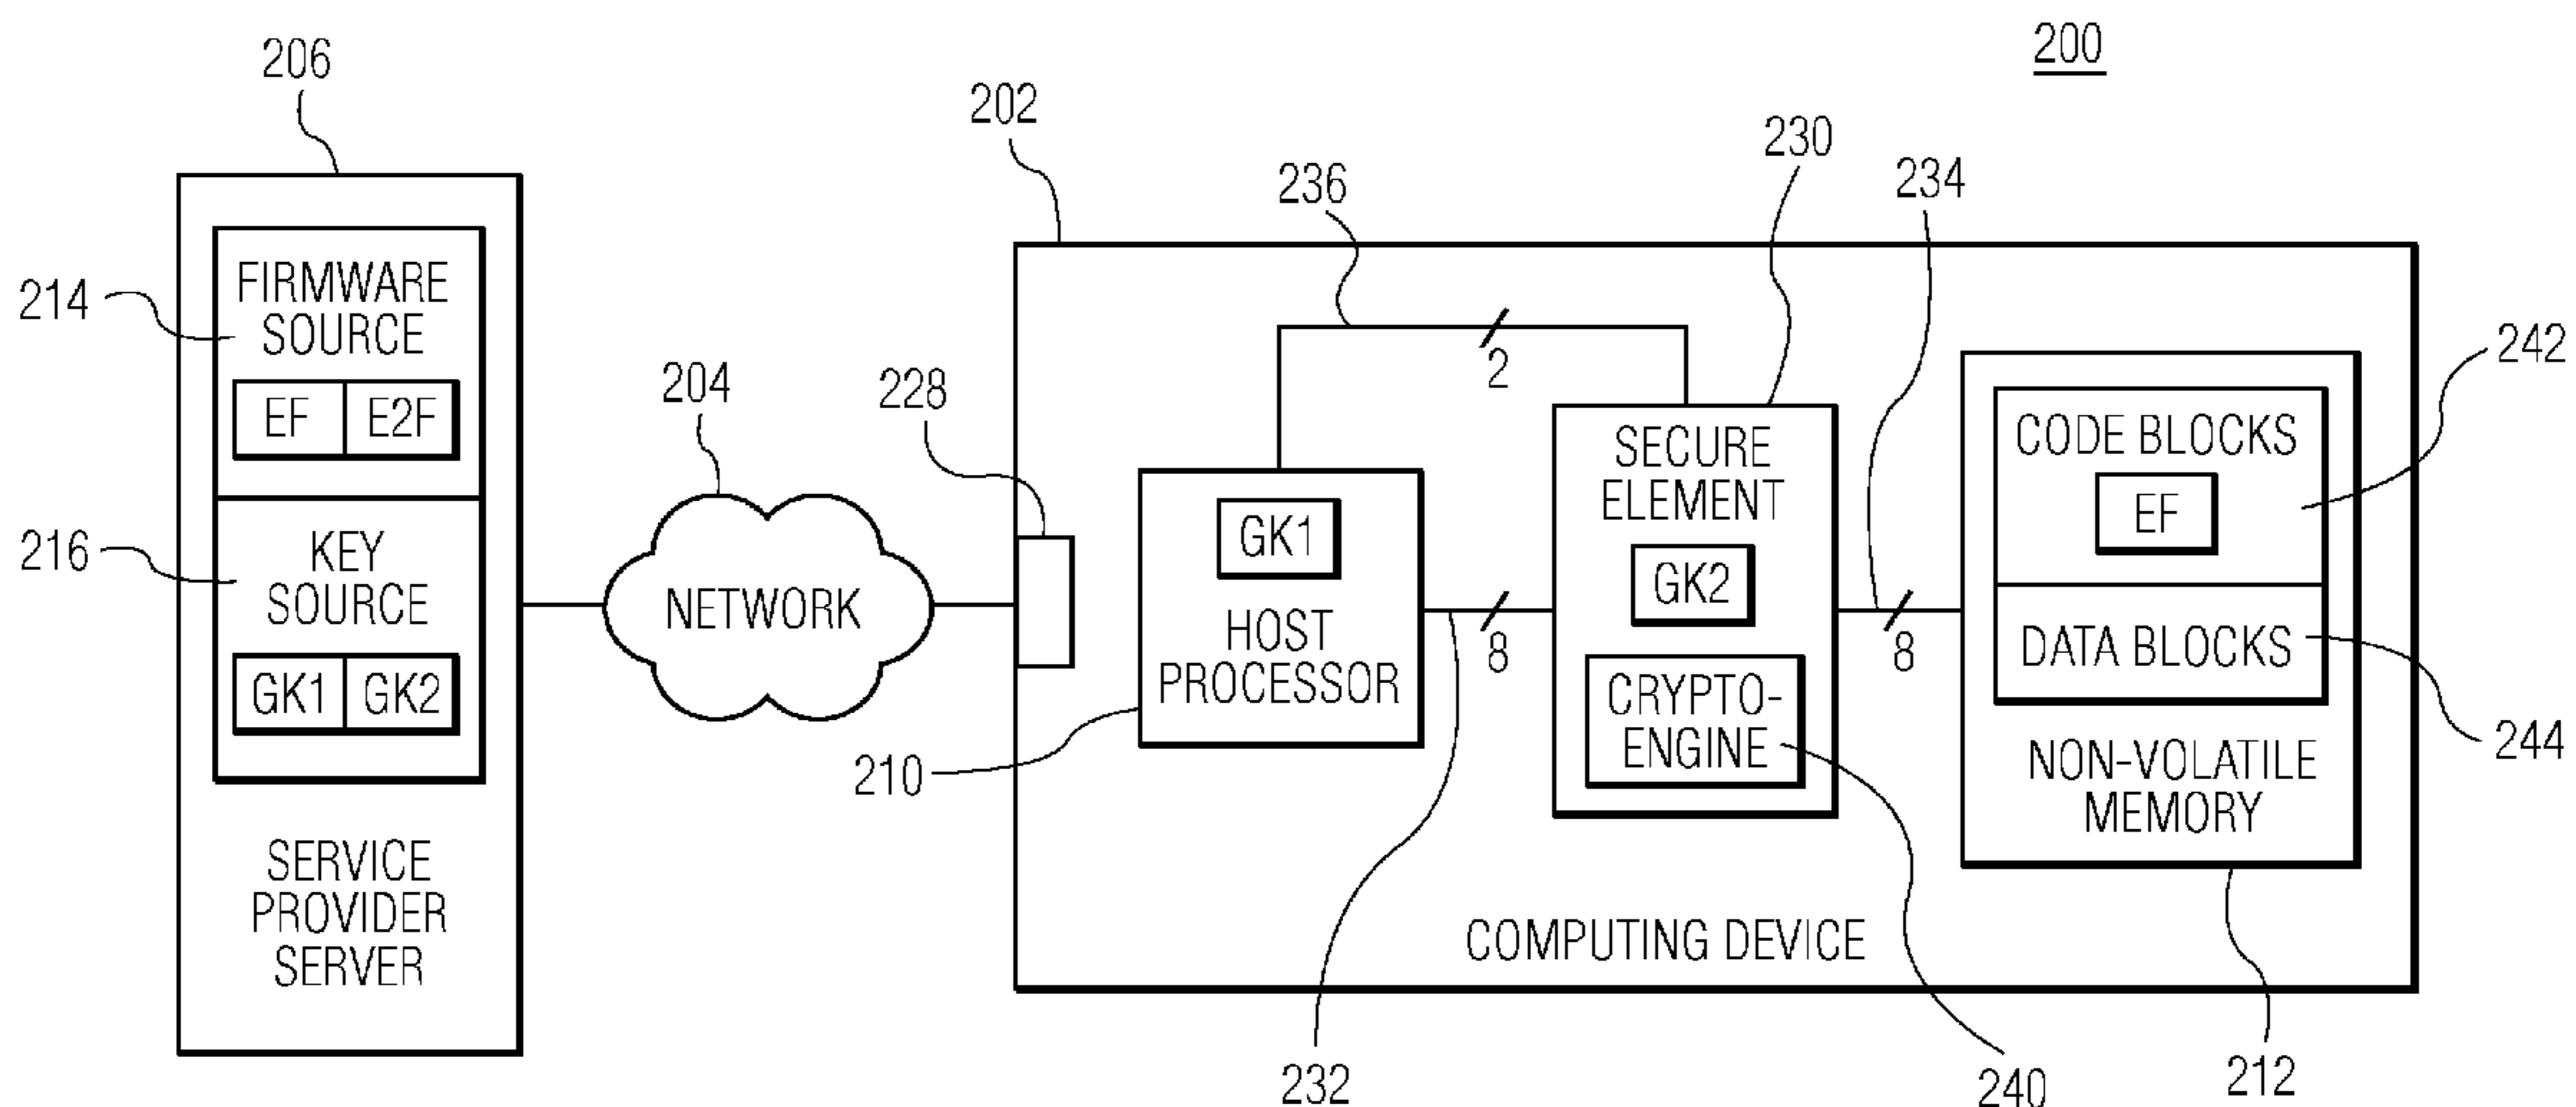 200
206
202
230
236
234
214
FIRMWARE
SOURCE
EF E2F
216
KEY
SOURCE
GK1 GK2
SERVICE
PROVIDER
SERVER
204
NETWORK
228
2
GK1
HOST
PROCESSOR
210
8
232
SECURE
ELEMENT
GK2
CRYPTO-
ENGINE
240
8
CODE BLOCKS
EF
242
DATA BLOCKS
244
NON-VOLATILE
MEMORY
212
COMPUTING DEVICE